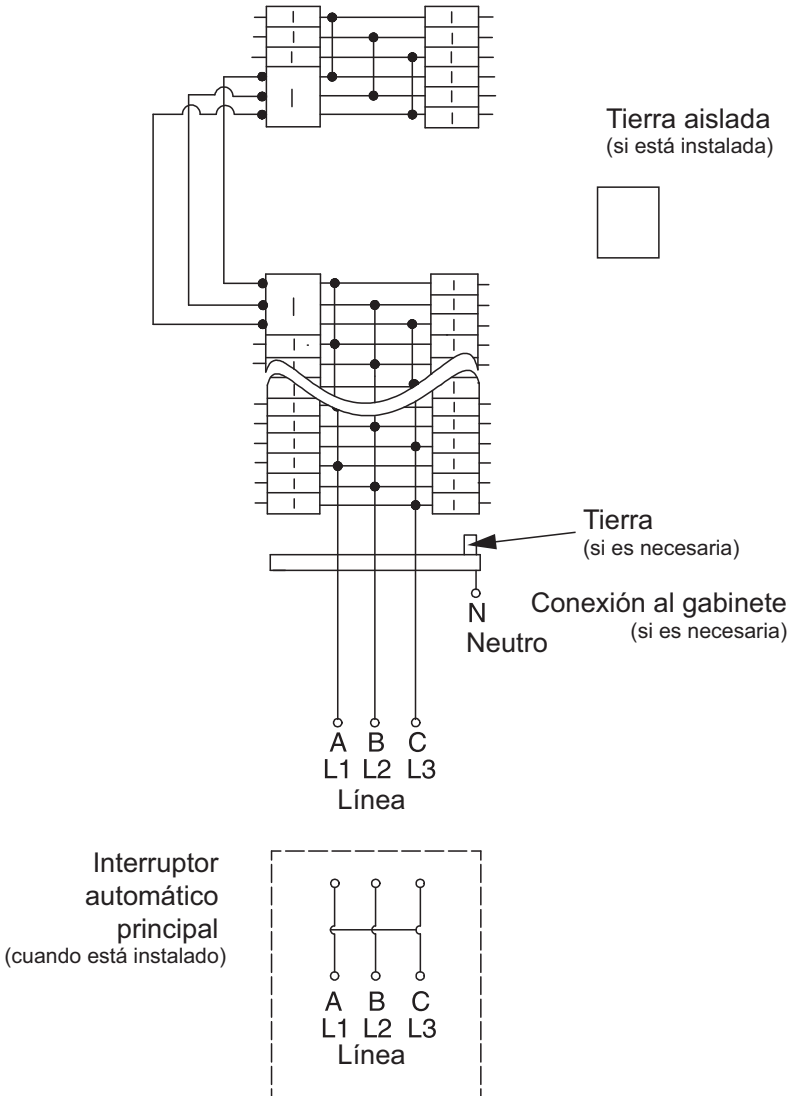 Tierra aislada
(si está instalada)
Tierra
(si es necesaria)
Conexión al gabinete
(si es necesaria)
N
Neutro
A B C
L1 L2 L3
Línea
Interruptor
automático
principal
(cuando está instalado)
A B C
L1 L2 L3
Línea